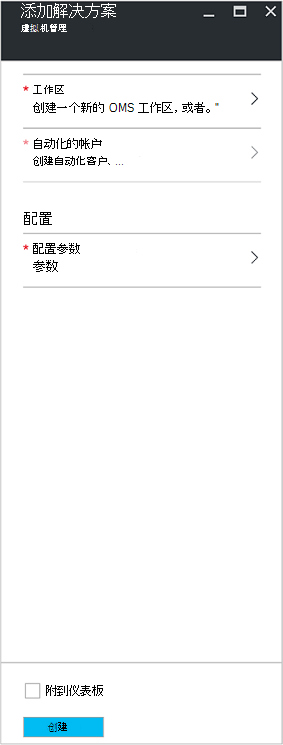 添加解决方案
虚拟机管理
* 工作区
创建一个新的 OMS 工作区，或者。"
* 自动化的帐户
创建自动化客户、...
配置
* 配置参数
参数
附到仪表板
创建